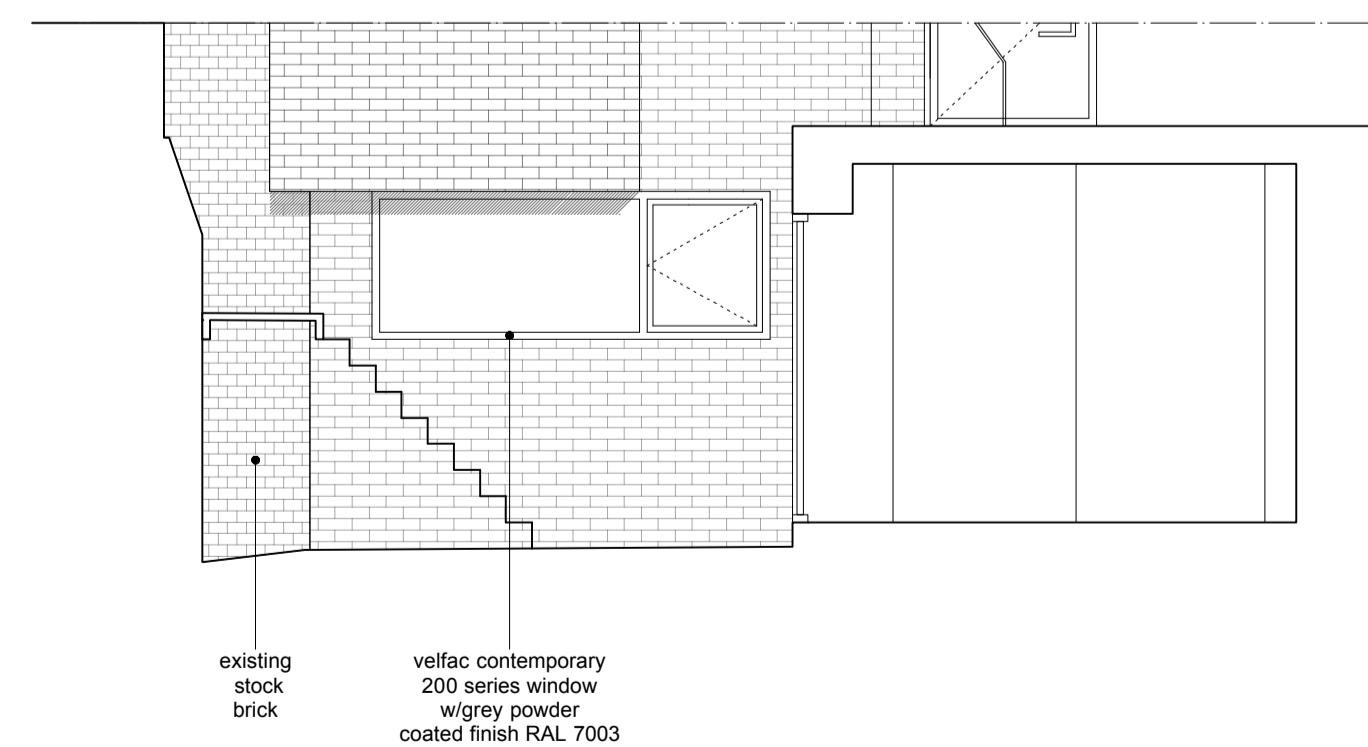 existing
stock
brick
velfac contemporary
200 series window
w/grey powder
coated finish RAL 7003